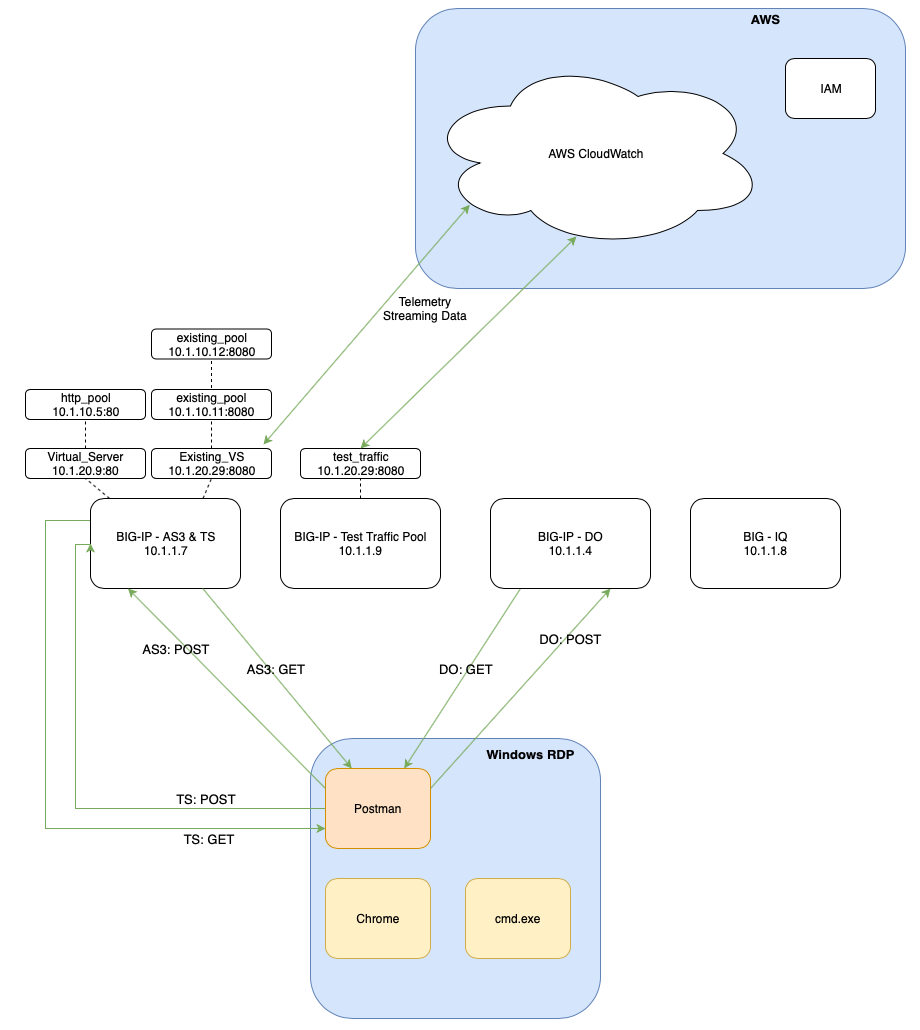 AWS
IAM
AWS CloudWatch
Telemetry
Streaming Data
existing_pool
10.1.10.12:8080
http_pool
10.1.10.5:80
existing_pool
10.1.10.11:8080
Virtual_Server
10.1.20.9:80
Existing_VS
10.1.20.29:8080
test_traffic
10.1.20.29:8080
BIG-IP - AS3 & TS
10.1.1.7
BIG-IP - Test Traffic Pool
10.1.1.9
BIG-IP - DO
10.1.1.4
BIG - IQ
10.1.1.8
AS3: POST
AS3: GET
DO: GET
DO: POST
Windows RDP
Postman
TS: POST
TS: GET
Chrome
cmd.exe